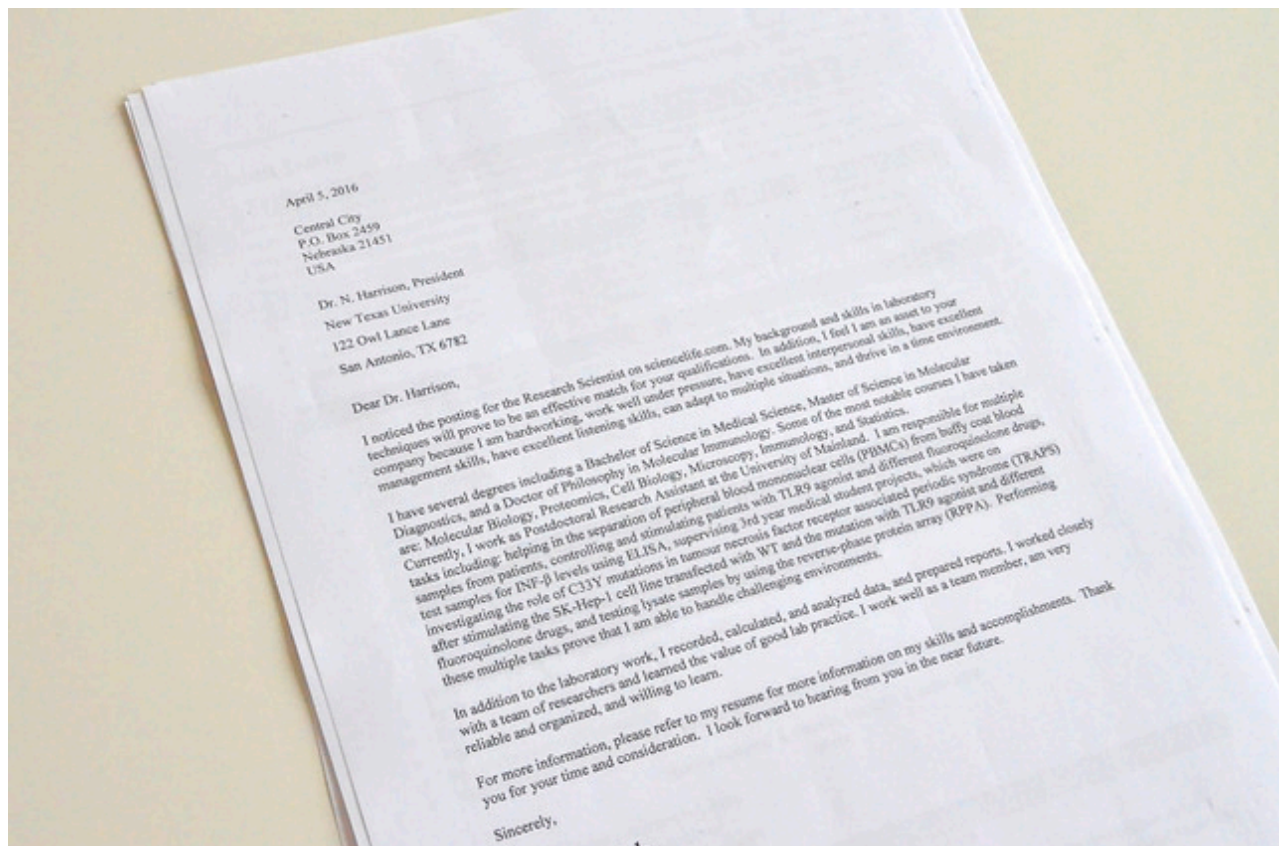 April 5, 2016
Central City
P.O. Box 2459
Nebraska 21451
USA
Dr. N. Harrison, President
New Texas University
122 Owl Lance Lane
San Antonio, TX 6782
Dear Dr. Harrison,
I noticed the posting for the Research Scientist on sciencelife.com. My background and skills in laboratory
techniques will prove to be an effective match for your qualifications. In addition, I feel I am an asset to your
company because I am hardworking, work well under pressure, have excellent interpersonal skills, have excellent
management skills, have excellent listening skills, can adapt to multiple situations, and thrive in a time environment.
I have several degrees including a Bachelor of Science in Medical Science, Master of Science in Molecular
Diagnostics, and a Doctor of Philosophy in Molecular Immunology. Some of the most notable courses I have taken
are: Molecular Biology, Proteomics, Cell Biology, Microscopy, Immunology, and Statistics.
Currently, I work as Postdoctoral Research Assistant at the University of Mainland. I am responsible for multiple
tasks including: helping in the separation of peripheral blood mononuclear cells (PBMCs) from buffy coat blood
samples from patients, controlling and stimulating patients with TLR9 agonist and different fluoroquinolone drugs,
test samples for INF-β levels using ELISA, supervising 3rd year medical student projects, which were on
investigating the role of C33Y mutations in tumour necrosis factor receptor associated periodic syndrome (TRAPS)
after stimulating the SK-Hep-1 cell line transfected with WT and the mutation with TLR9 agonist and different
fluoroquinolone drugs, and testing lysate samples by using the reverse-phase protein array (RPPA). Performing
these multiple tasks prove that I am able to handle challenging environments.
In addition to the laboratory work, I recorded, calculated, and analyzed data, and prepared reports. I worked closely
with a team of researchers and learned the value of good lab practice. I work well as a team member, am very
reliable and organized, and willing to learn.
For more information, please refer to my resume for more information on my skills and accomplishments. Thank
you for your time and consideration. I look forward to hearing from you in the near future.
Sincerely,